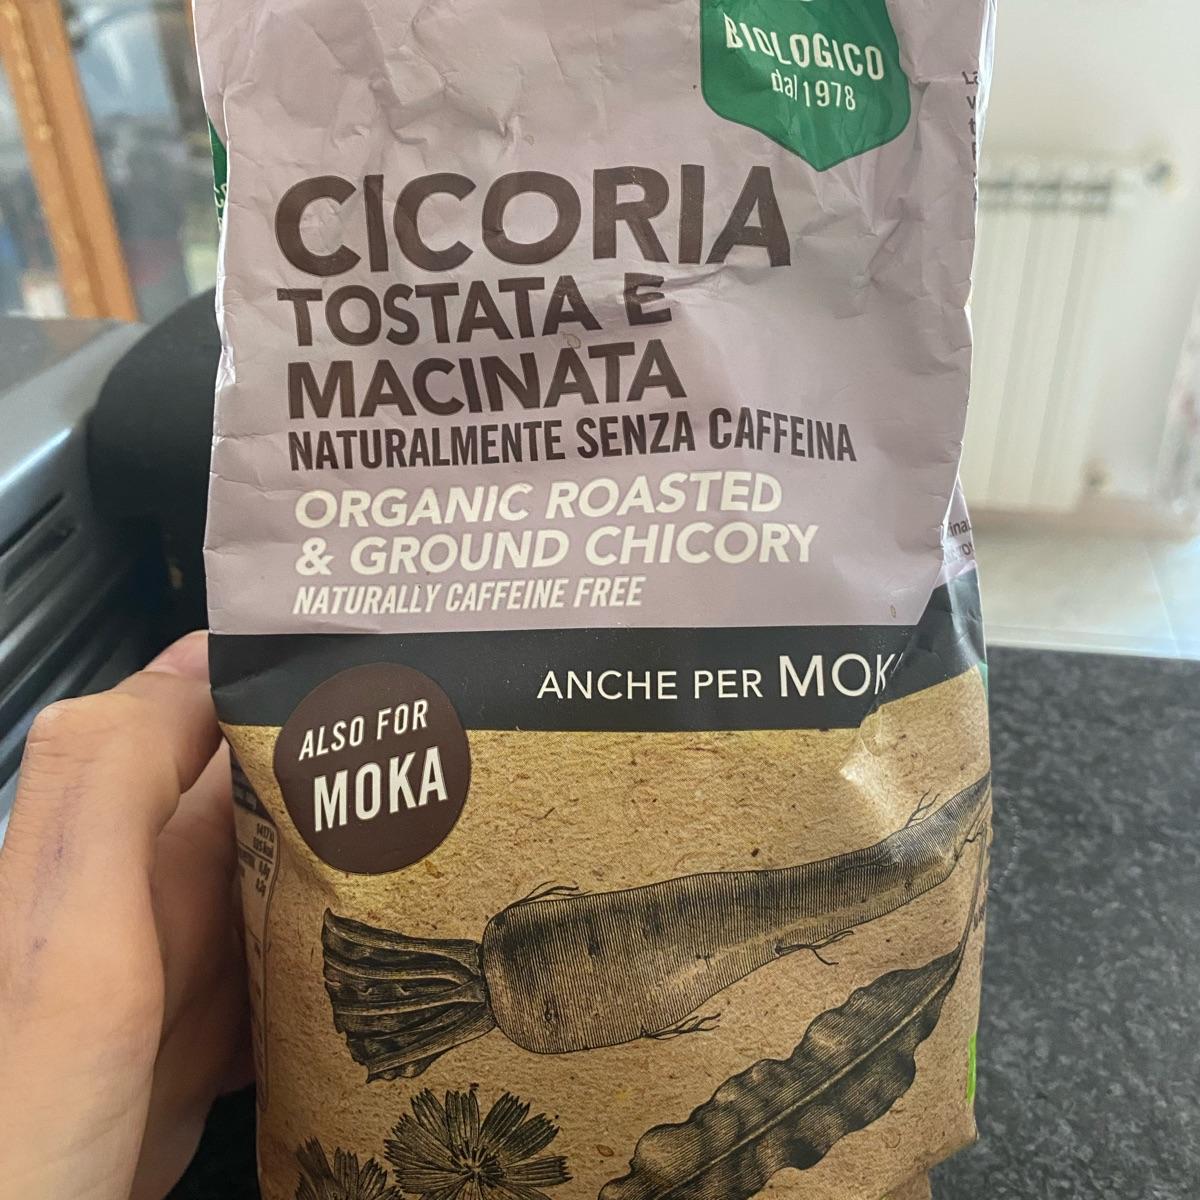 BIOLOGICO
dal 1978
CICORIA
TOSTATA E
MACINATA
NATURALMENTE SENZA CAFFEINA
ORGANIC ROASTED
& GROUND CHICORY
NATURALLY CAFFEINE FREE
ANCHE PER MOK
ALSO FOR
MOKA